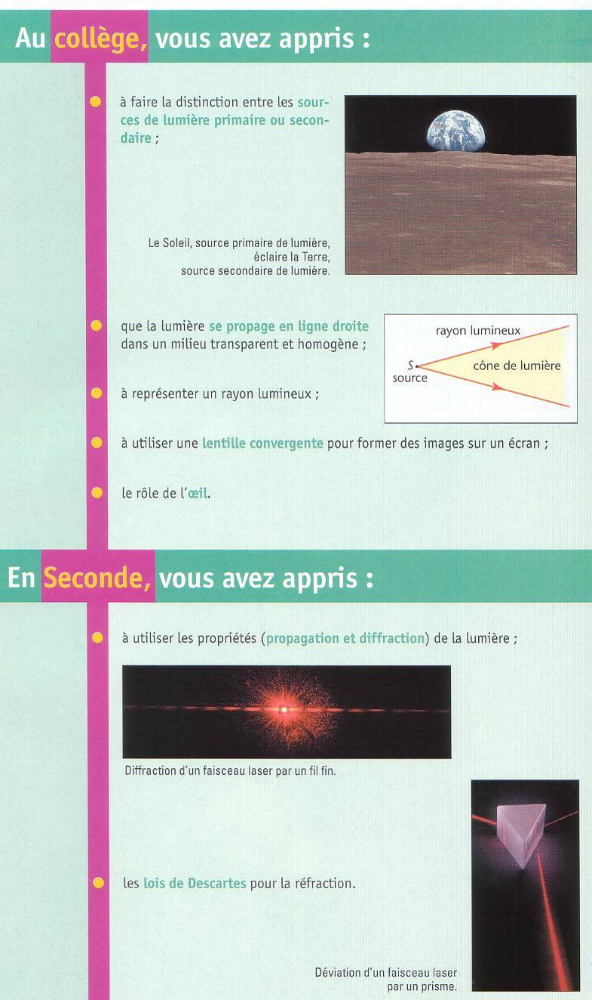 Au collège, vous avez appris :
à faire la distinction entre les sour-
ces de lumière primaire ou secon-
daire ;
Le Soleil, source primaire de lumière,
éclaire la Terre,
source secondaire de lumière.
que la lumière se propage en ligne droite
dans un milieu transparent et homogène ;
rayon lumineux
S
source
cône de lumière
à représenter un rayon lumineux ;
à utiliser une lentille convergente pour former des images sur un écran ;
le rôle de l'œil.
En Seconde, vous avez appris :
à utiliser les propriétés (propagation et diffraction) de la lumière ;
Diffraction d'un faisceau laser par un fil fin.
les lois de Descartes pour la réfraction.
Déviation d'un faisceau laser
par un prisme.